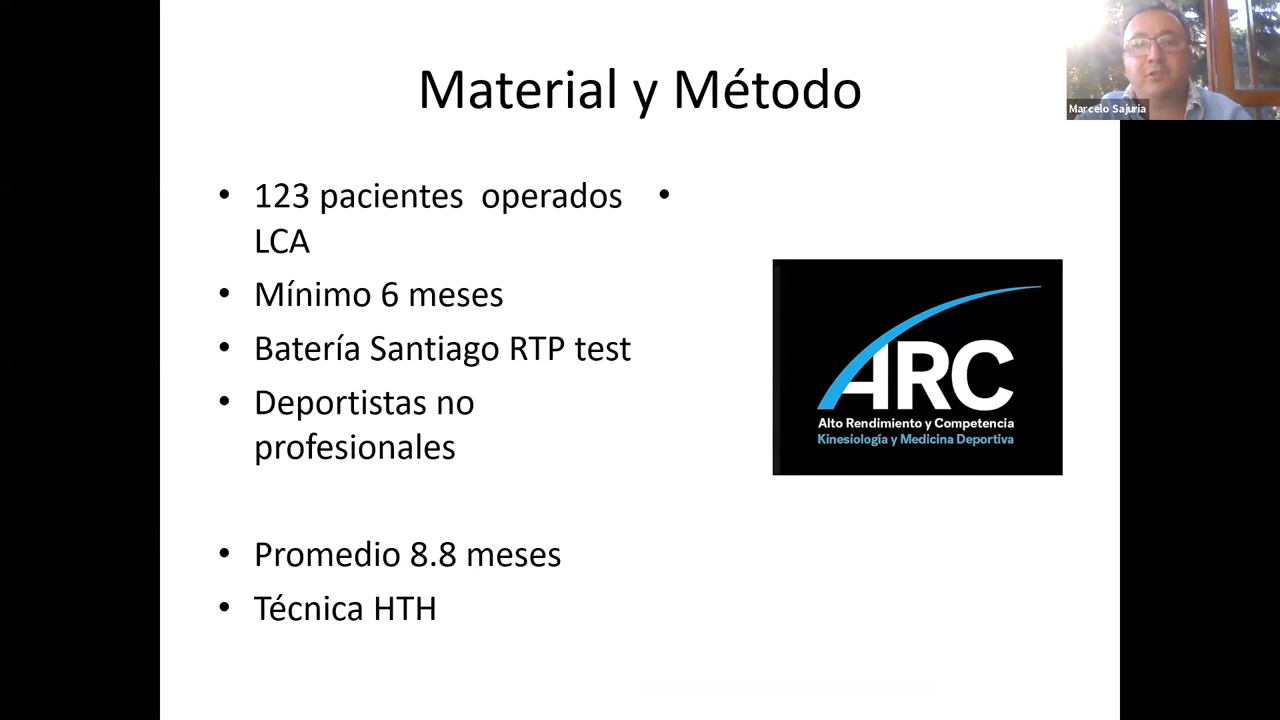 Material y Método
• 123 pacientes operados
LCA
• Mínimo 6 meses
• Batería Santiago RTP test
• Deportistas no
profesionales
• Promedio 8.8 meses
• Técnica HTH
•
ARC
Alto Rendimiento y Competencia
Kinesiología y Medicina Deportiva
Marcelo Sajuria